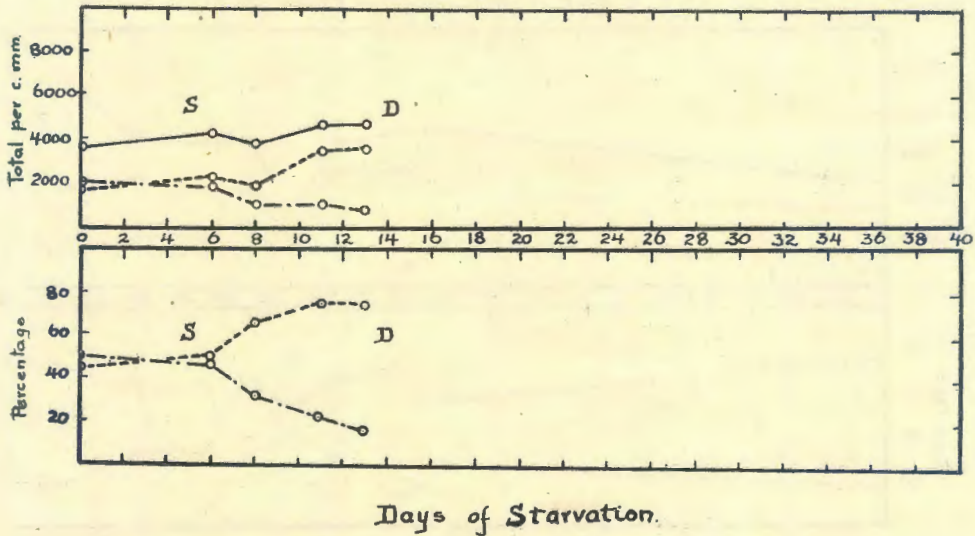 Total per c. mm.
8000
6000
4000
2000
S
D
0 2 4 6 8 10 12 14 16 18 20 22 24 26 28 30 32 34 36 38 40
Percentage
80
60
40
20
S
D
Days of Starvation.